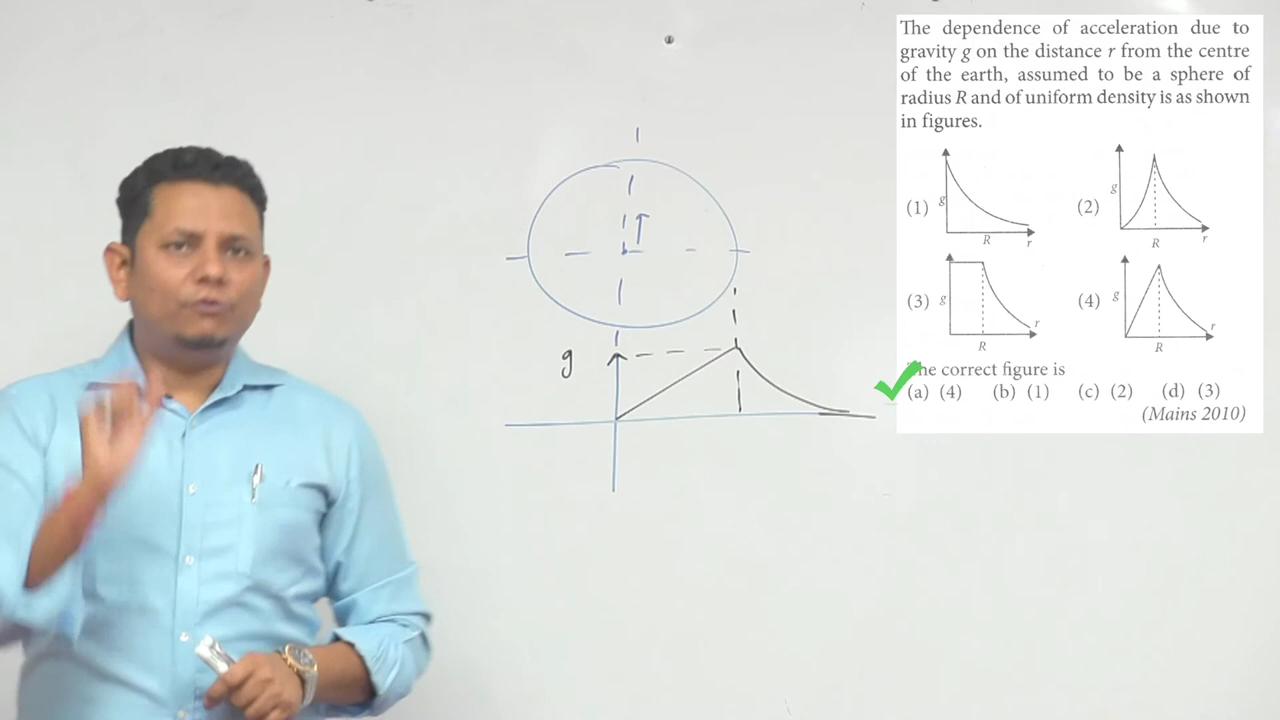 The dependence of acceleration due to
gravity g on the distance r from the centre
of the earth, assumed to be a sphere of
radius R and of uniform density is as shown
in figures.
(1) g R r
(2) g R r
(3) g R r
(4) g R r
g
The correct figure is
(a) (4) (b) (1) (c) (2) (d) (3)
(Mains 2010)